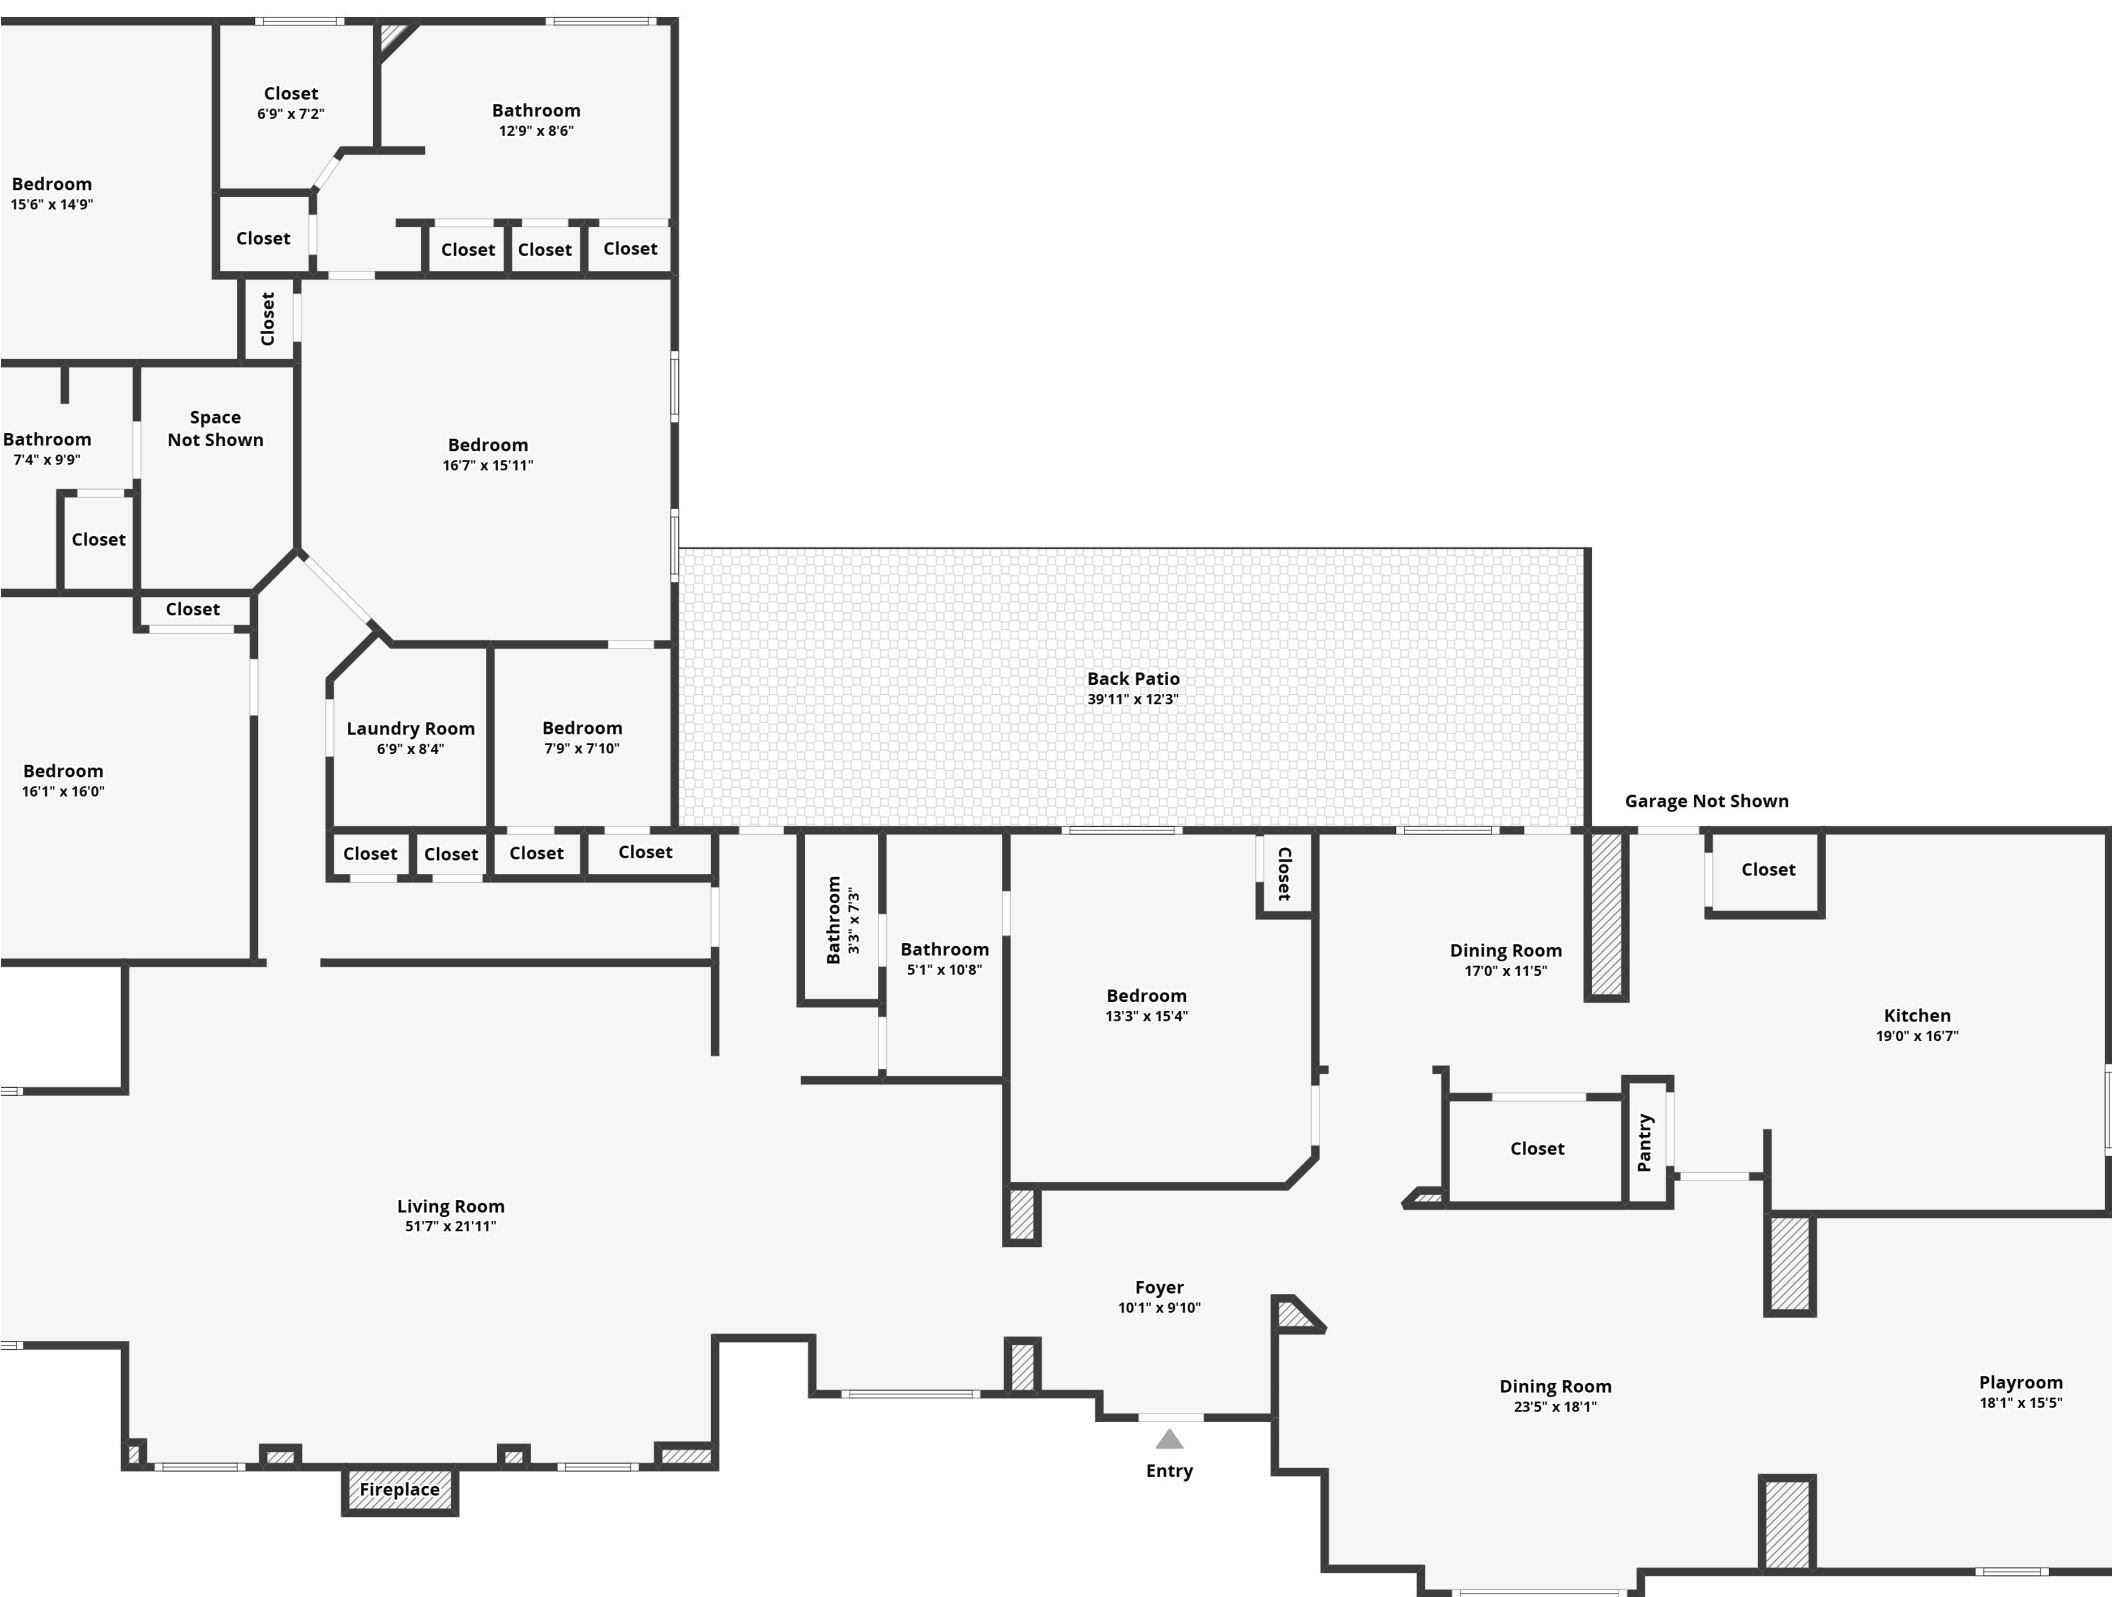 Closet
6'9" x 7'2"
Bathroom
12'9" x 8'6"
Bedroom
15'6" x 14'9"
Closet
Closet
Closet
Closet
Closet
Space
Not Shown
Bathroom
7'4" x 9'9"
Bedroom
16'7" x 15'11"
Closet
Closet
Back Patio
39'11" x 12'3"
Laundry Room
6'9" x 8'4"
Bedroom
7'9" x 7'10"
Bedroom
16'1" x 16'0"
Garage Not Shown
Closet
Closet
Closet
Closet
Bathroom
3'3" x 7'3"
Bathroom
5'1" x 10'8"
Closet
Closet
Bedroom
13'3" x 15'4"
Dining Room
17'0" x 11'5"
Kitchen
19'0" x 16'7"
Closet
Pantry
Living Room
51'7" x 21'11"
Foyer
10'1" x 9'10"
Dining Room
23'5" x 18'1"
Playroom
18'1" x 15'5"
Entry
Fireplace